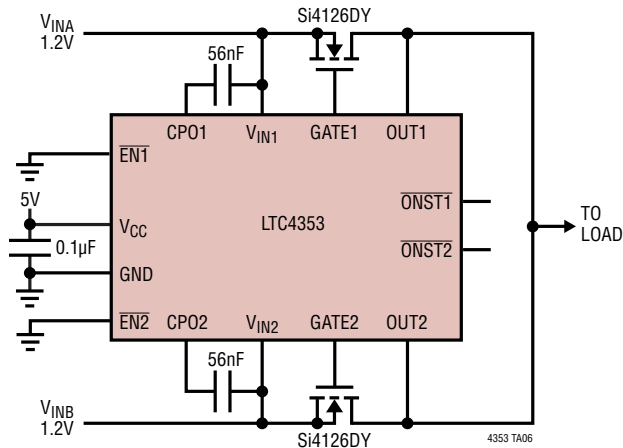 Si4126DY
VINA
1.2V
56nF
CPO1 VIN1 GATE1 OUT1
EN1
5V
ONST1
VCC
LTC4353
TO
LOAD
0.1µF
ONST2
GND
EN2
CPO2 VIN2 GATE2 OUT2
56nF
VINB
1.2V
Si4126DY
4353 TA06